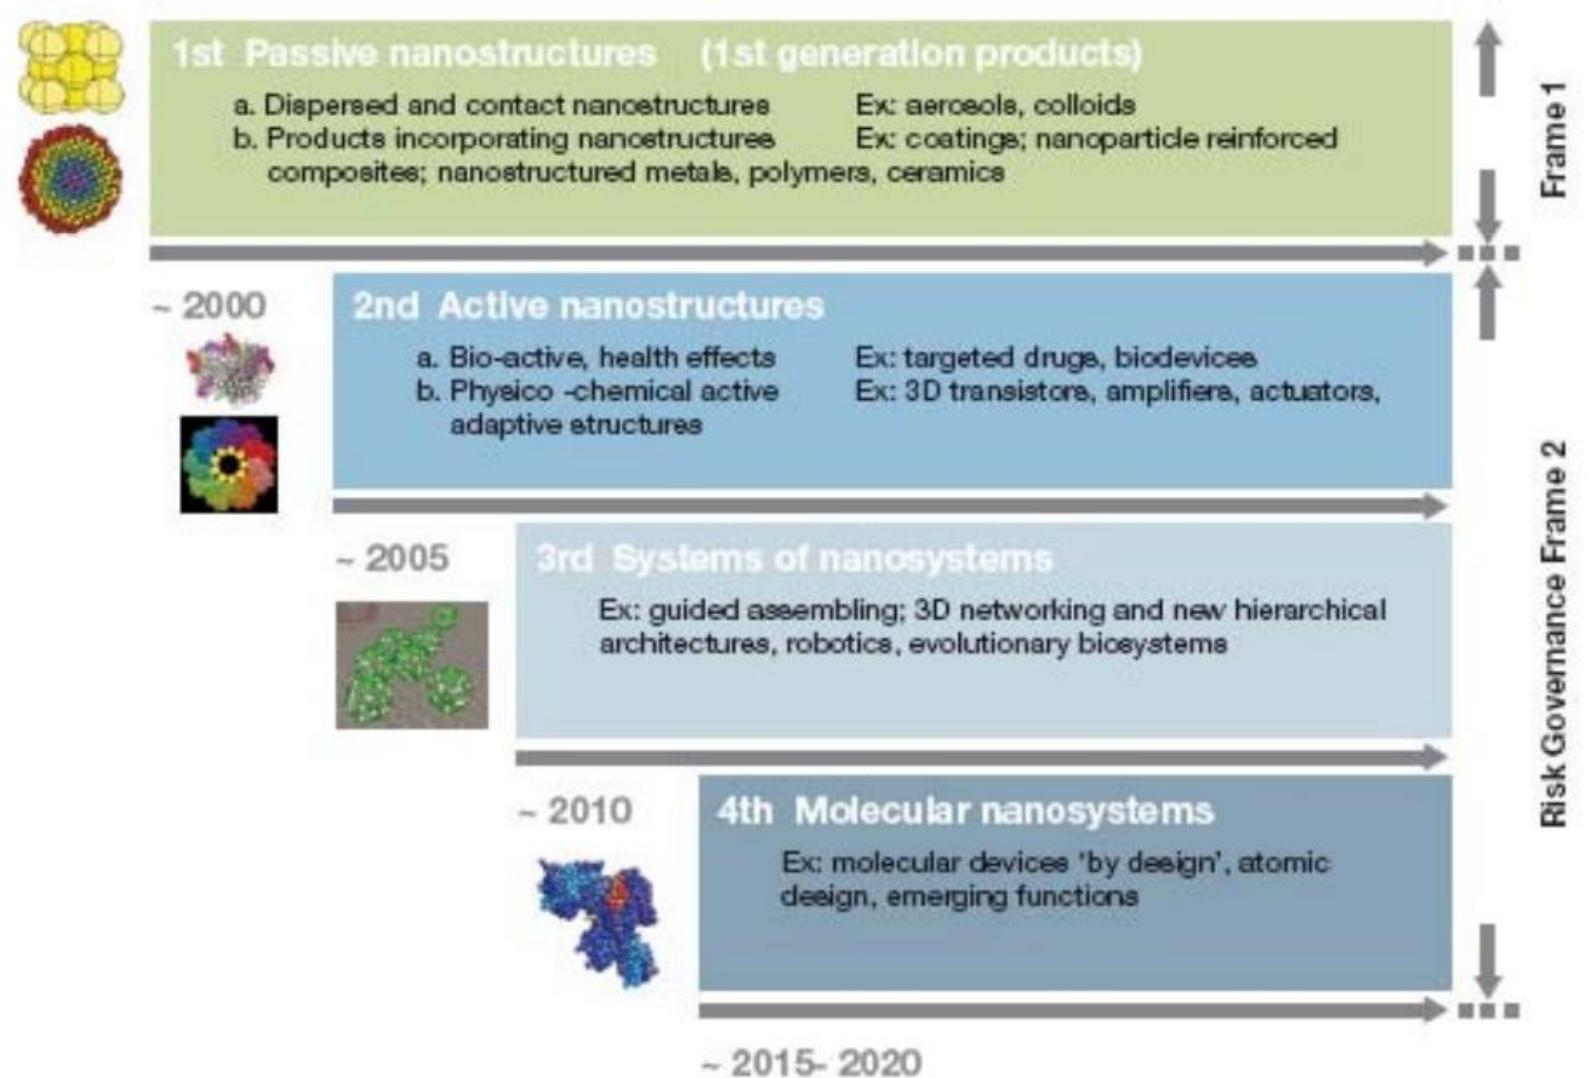 1st Passive nanostructures (1st generation products)
a. Dispersed and contact nanostructures Ex: aerosols, colloids
b. Products incorporating nanostructures Ex: coatings; nanoparticle reinforced
composites; nanostructured metals, polymers, ceramics
Frame 1
~ 2000
2nd Active nanostructures
a. Bio-active, health effects Ex: targeted drugs, biodevices
b. Physico -chemical active Ex: 3D transistors, amplifiers, actuators,
adaptive structures
~ 2005
3rd Systems of nanosystems
Ex: guided assembling; 3D networking and new hierarchical
architectures, robotics, evolutionary biosystems
Risk Governance Frame 2
~ 2010
4th Molecular nanosystems
Ex: molecular devices ‘by design’, atomic
design, emerging functions
~ 2015- 2020